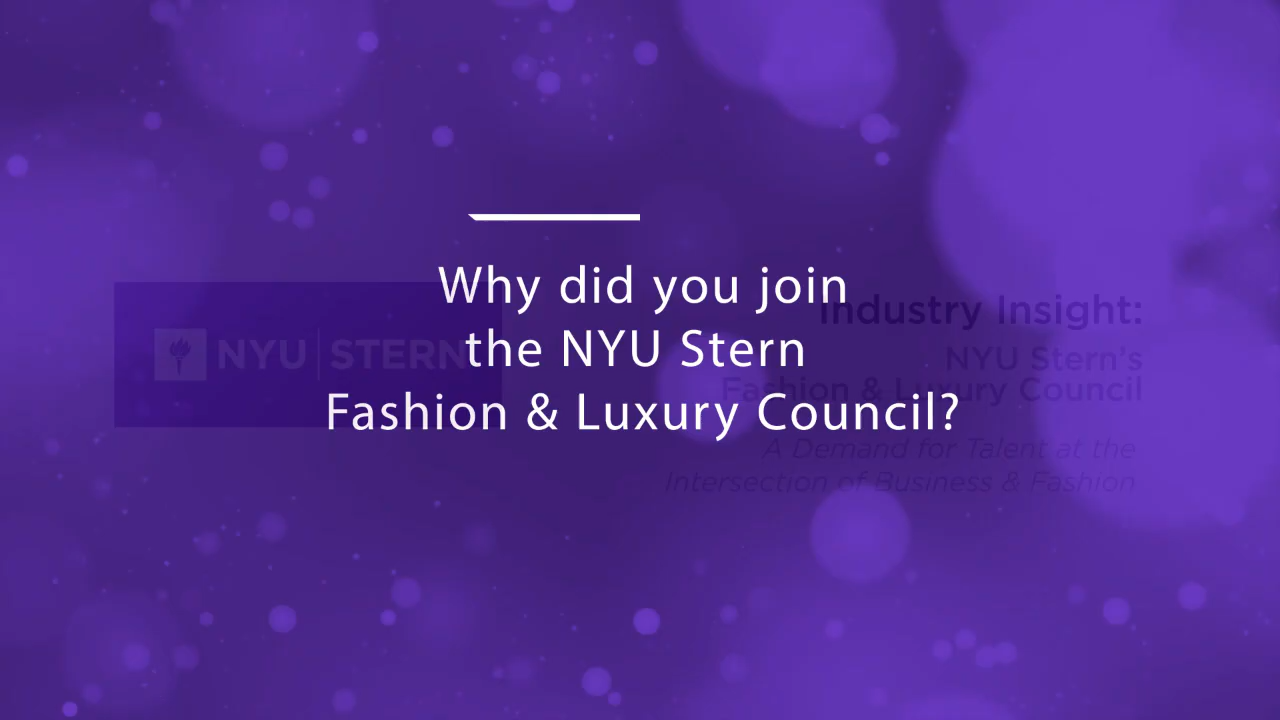 Why did you join
the NYU Stern
Fashion & Luxury Council?
NYU STERN
Industry Insight:
NYU Stern's
Fashion & Luxury Council
A Demand for Talent at the
Intersection of Business & Fashion